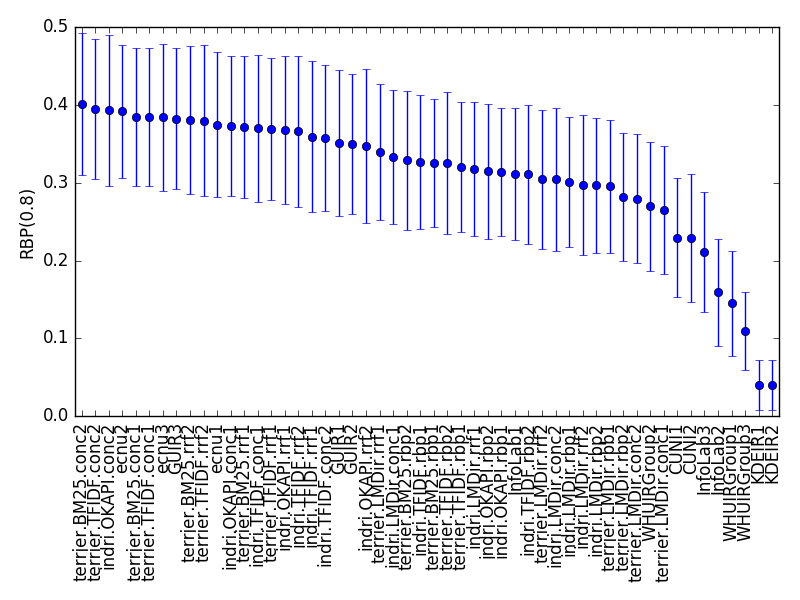 0.5
0.4
0.3
0.2
0.1
0.0
RBP(0.8)
terrier.BM25.conc2
terrier.TFIDF.conc2
indri.OKAPI.conc2
ecnu2
terrier.BM25.conc1
terrier.TFIDF.conc1
ecnu3
GUIR3
terrier.BM25.rrf2
terrier.TFIDF.rrf2
ecnu1
indri.OKAPI.conc1
terrier.BM25.rrf1
indri.TFIDF.conc1
terrier.TFIDF.rrf1
indri.OKAPI.rrf1
indri.TFIDF.rrf2
indri.TFIDF.rrf1
indri.TFIDF.conc2
GUIR1
GUIR2
indri.OKAPI.rrf2
terrier.LMDir.rrf1
indri.LMDir.conc1
terrier.BM25.rbp2
indri.TFIDF.rbp1
terrier.BM25.rbp1
terrier.TFIDF.rbp2
terrier.TFIDF.rbp1
indri.LMDir.rrf1
indri.OKAPI.rbp2
indri.OKAPI.rbp1
InfoLab1
indri.TFIDF.rbp2
terrier.LMDir.rrf2
indri.LMDir.conc2
indri.LMDir.rbp1
indri.LMDir.rrf2
indri.LMDir.rbp2
terrier.LMDir.rbp1
terrier.LMDir.rbp2
terrier.LMDir.conc2
WHUIRGroup2
terrier.LMDir.conc1
CUNI1
CUNI2
InfoLab3
InfoLab2
WHUIRGroup1
WHUIRGroup3
KDEIR1
KDEIR2